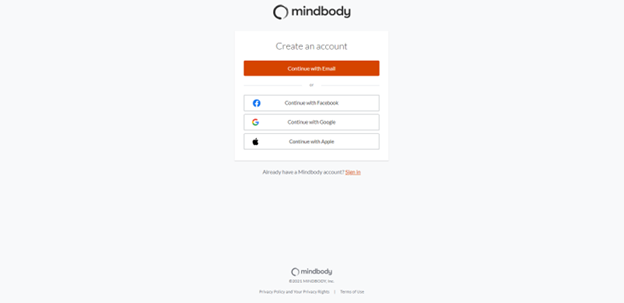 mindbody
Create an account
Continue with Email
or
Continue with Facebook
Continue with Google
Continue with Apple
Already have a Mindbody account? Sign In
mindbody
©2021 MINDBODY, Inc.
Privacy Policy and Your Privacy Rights | Terms of Use